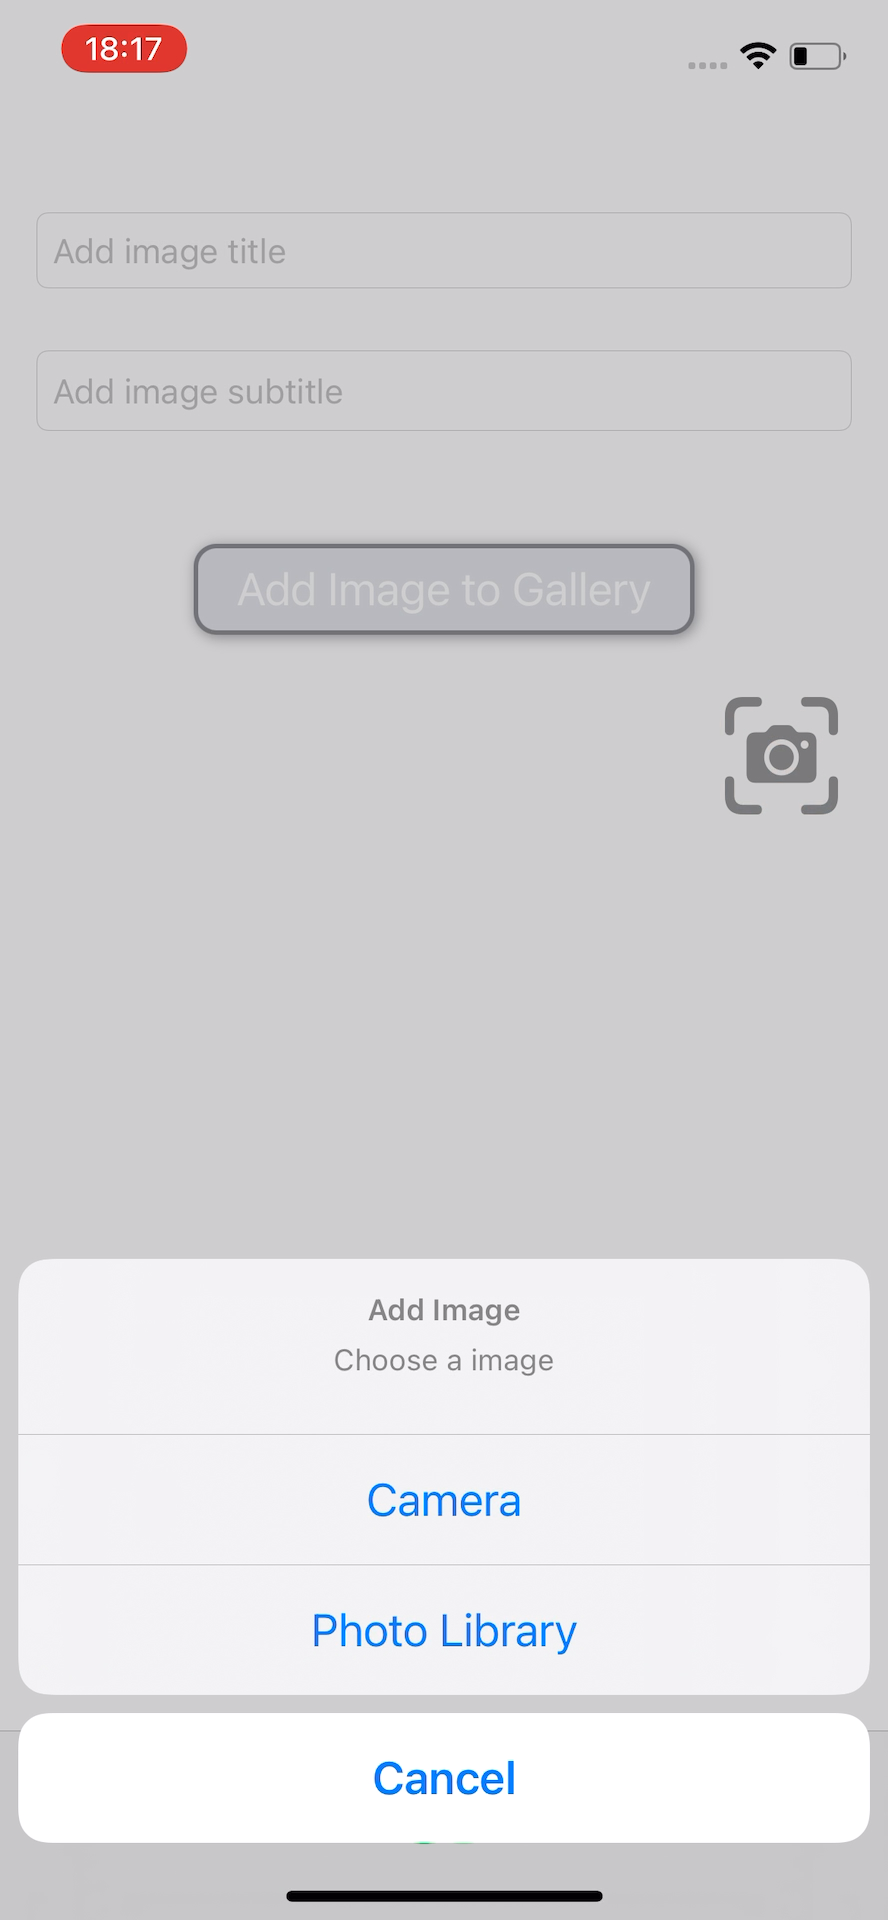 18:17
Add image title
Add image subtitle
Add Image to Gallery
Add Image
Choose a image
Camera
Photo Library
Cancel